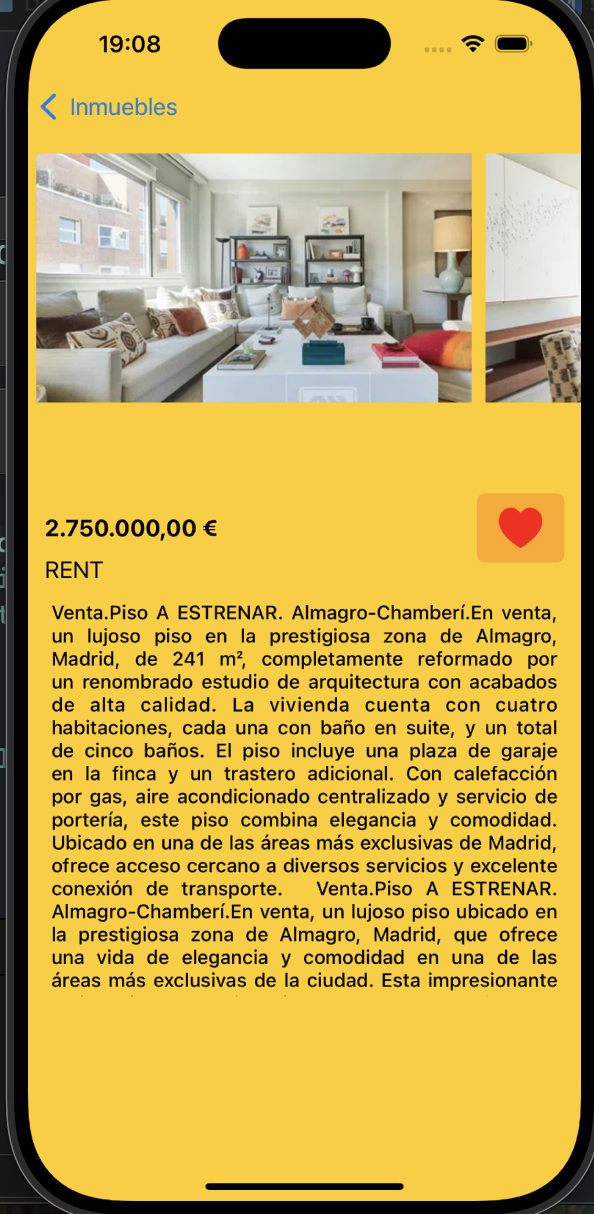 19:08
Inmuebles
2.750.000,00 €
RENT
Venta.Piso A ESTRENAR. Almagro-Chamberí.En venta,
un lujoso piso en la prestigiosa zona de Almagro,
Madrid, de 241 m², completamente reformado por
un renombrado estudio de arquitectura con acabados
de alta calidad. La vivienda cuenta con cuatro
habitaciones, cada una con baño en suite, y un total
de cinco baños. El piso incluye una plaza de garaje
en la finca y un trastero adicional. Con calefacción
por gas, aire acondicionado centralizado y servicio de
portería, este piso combina elegancia y comodidad.
Ubicado en una de las áreas más exclusivas de Madrid,
ofrece acceso cercano a diversos servicios y excelente
conexión de transporte. Venta.Piso A ESTRENAR.
Almagro-Chamberí.En venta, un lujoso piso ubicado en
la prestigiosa zona de Almagro, Madrid, que ofrece
una vida de elegancia y comodidad en una de las
áreas más exclusivas de la ciudad. Esta impresionante